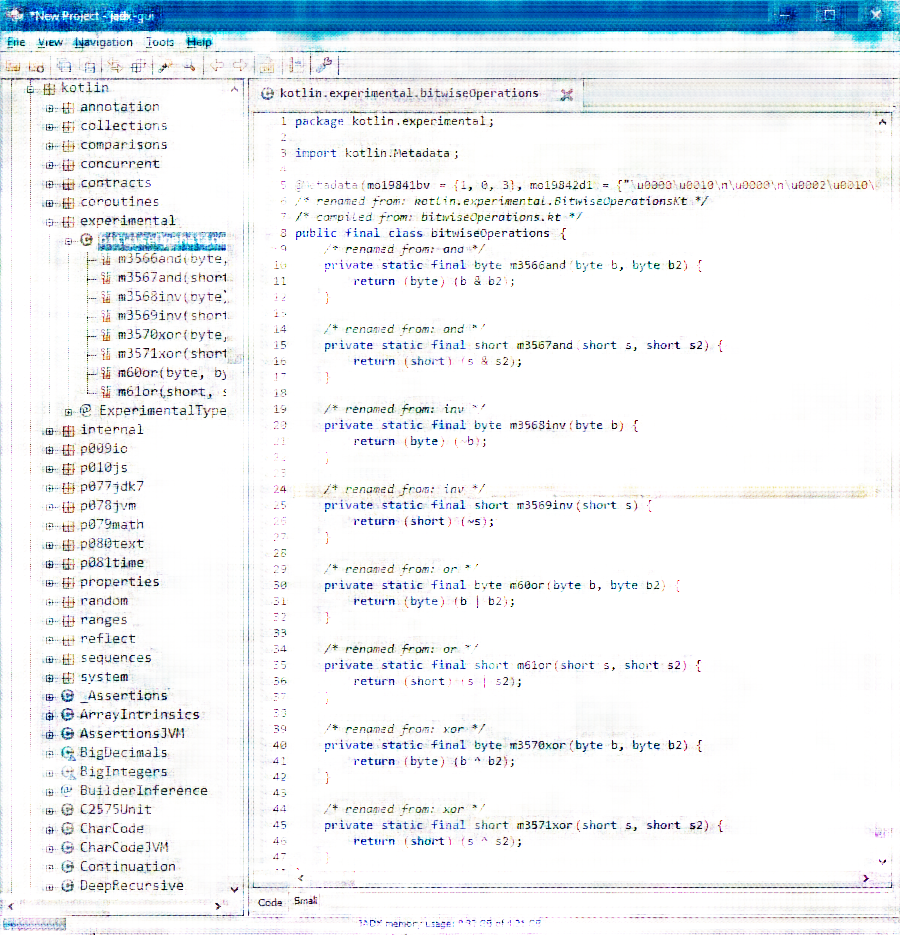 *New Project - jadx-gui
File View Navigation Tools Help
kotlin
annotation
collections
comparisons
concurrent
contracts
coroutines
experimental
m3566and(byte,
m3567and(short
m3568inv(byte)
m3569inv(short
m3570xor(byte,
m3571xor(short
m60or(byte, by
m61or(short, s
ExperimentalType
internal
p009io
p010js
p077jdk7
p078jvm
p079math
p080text
p081time
properties
random
ranges
reflect
sequences
system
_Assertions
ArrayIntrinsics
AssertionsJVM
BigDecimals
BigIntegers
BuilderInference
C2575Unit
CharCode
CharCodeJVM
Continuation
DeepRecursive
kotlin.experimental.bitwiseOperations
1 package kotlin.experimental;
2
3 import kotlin.Metadata;
4
5 @Metadata(mo19841bv = {1, 0, 3}, mo19842d1 = {"\u0000\u0010\n\u0000\n\u0002\u0010\
6 /* renamed from: kotlin.experimental.BitwiseOperationsKt */
7 /* compiled from: bitwiseOperations.kt */
8 public final class bitwiseOperations {
9 /* renamed from: and */
10 private static final byte m3566and(byte b, byte b2) {
11 return (byte) (b & b2);
12 }
13
14 /* renamed from: and */
15 private static final short m3567and(short s, short s2) {
16 return (short) (s & s2);
17 }
18
19 /* renamed from: inv */
20 private static final byte m3568inv(byte b) {
21 return (byte) (~b);
22 }
23
24 /* renamed from: inv */
25 private static final short m3569inv(short s) {
26 return (short) (~s);
27 }
28
29 /* renamed from: or */
30 private static final byte m60or(byte b, byte b2) {
31 return (byte) (b | b2);
32 }
33
34 /* renamed from: or */
35 private static final short m61or(short s, short s2) {
36 return (short) (s | s2);
37 }
38
39 /* renamed from: xor */
40 private static final byte m3570xor(byte b, byte b2) {
41 return (byte) (b ^ b2);
42 }
43
44 /* renamed from: xor */
45 private static final short m3571xor(short s, short s2) {
46 return (short) (s ^ s2);
47 }
Code Smali
JADX memory usage: of